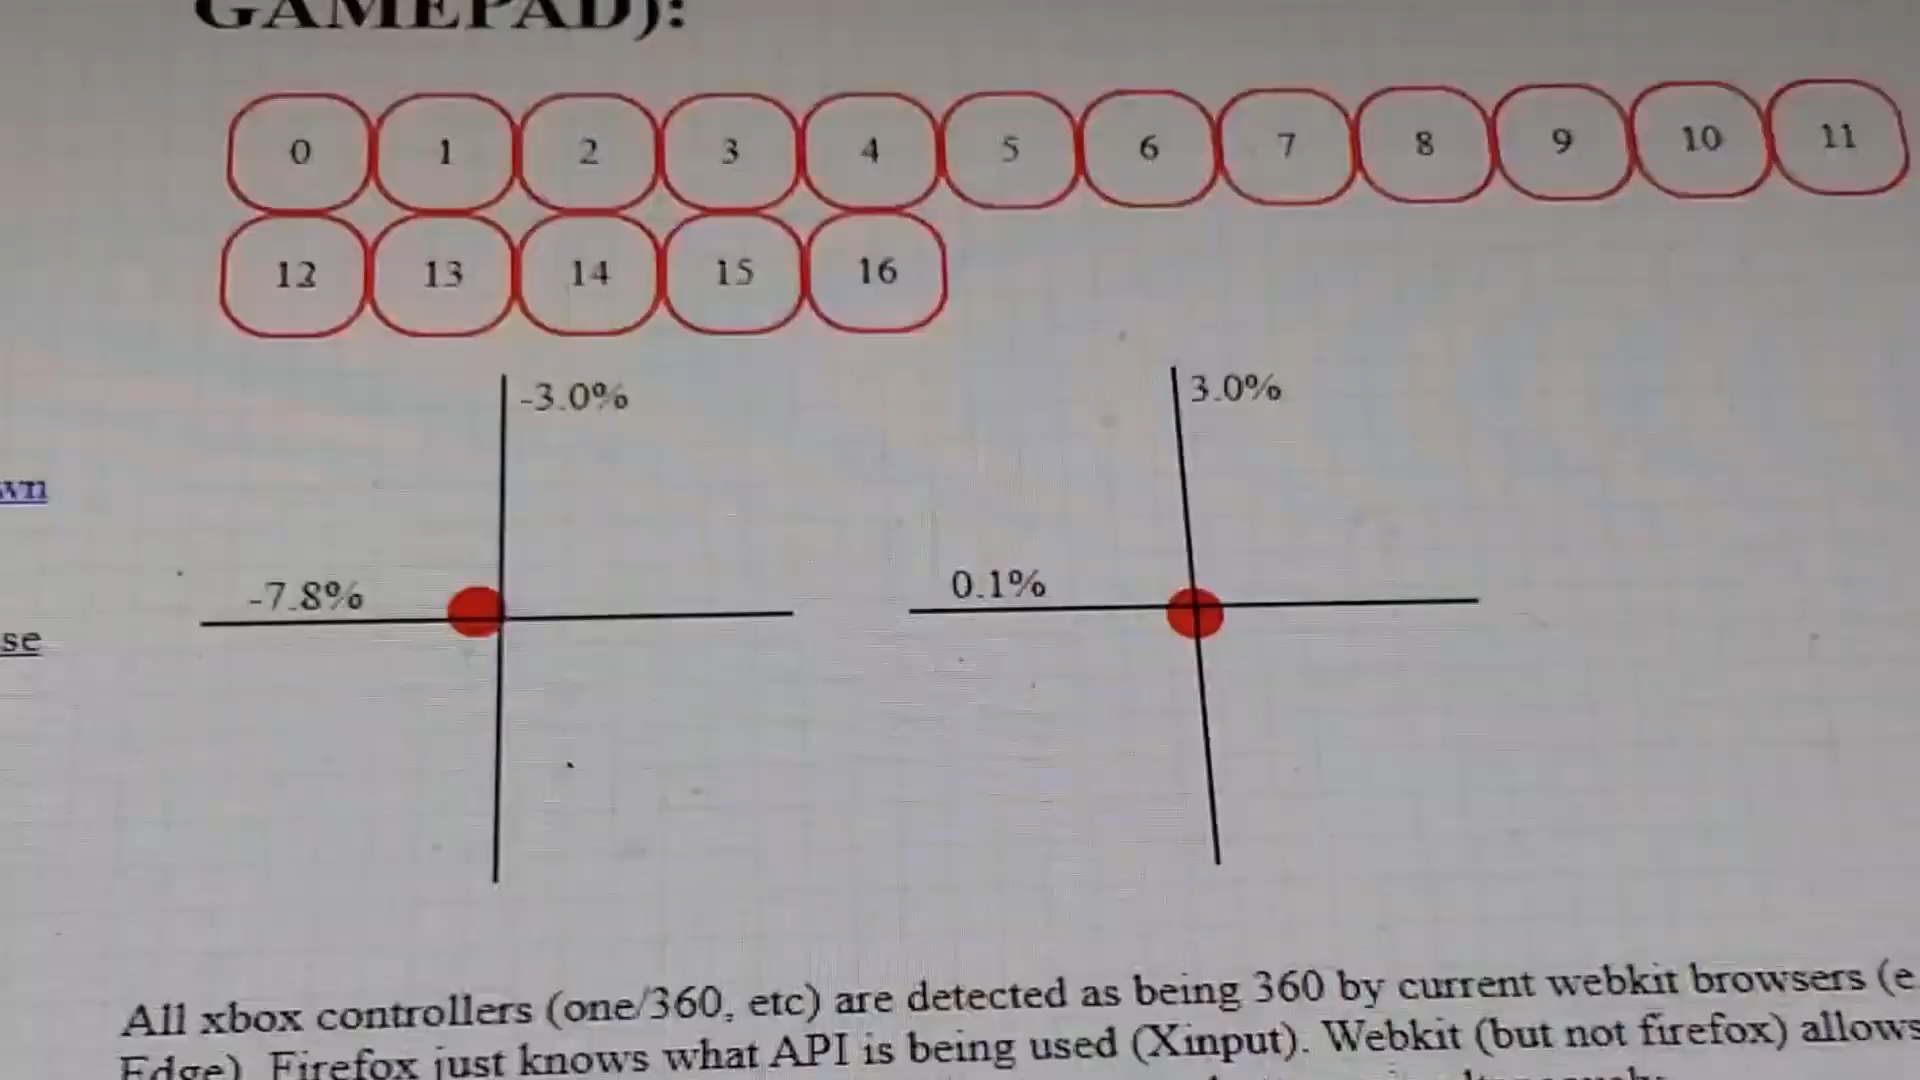 GAMEPAD):
0 1 2 3 4 5 6 7 8 9 10 11
12 13 14 15 16
-3.0% 3.0%
wn
-7.8% 0.1%
se
All xbox controllers (one/360, etc) are detected as being 360 by current webkit browsers (e.
Edge). Firefox just knows what API is being used (Xinput). Webkit (but not firefox) allows